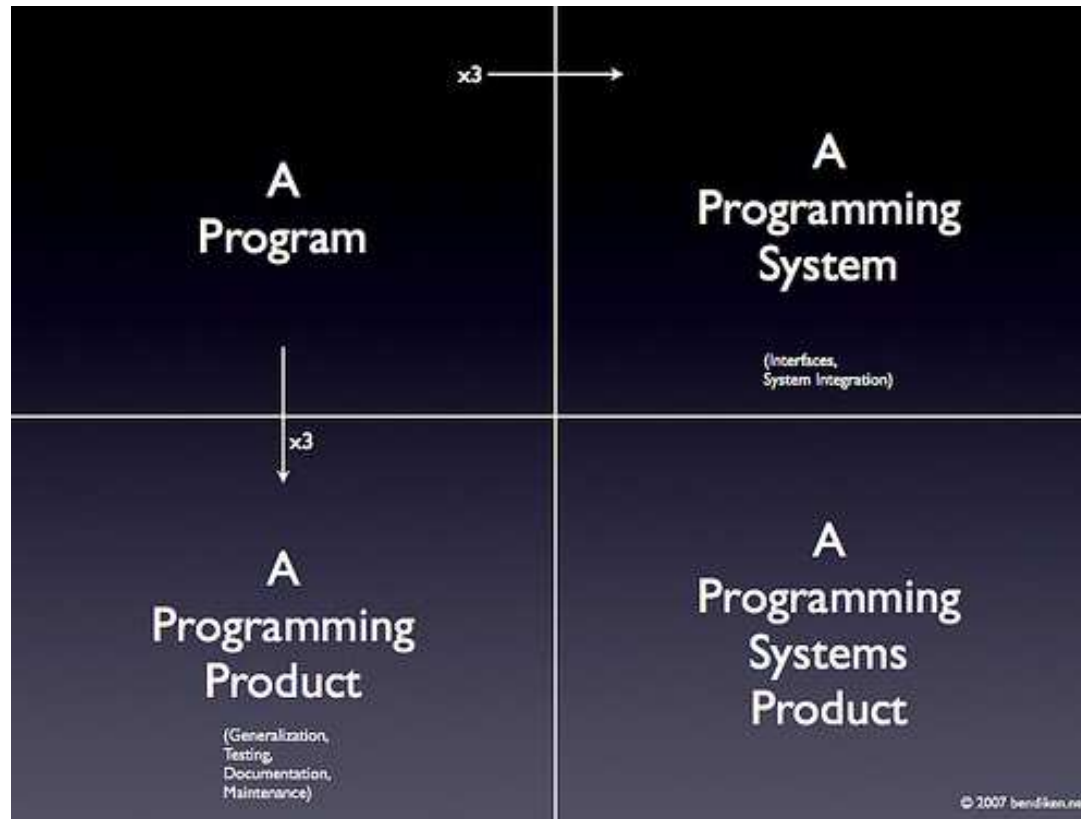 x3
A
Program
A
Programming
System
(Interfaces,
System Integration)
x3
A
Programming
Product
(Generalization,
Testing,
Documentation,
Maintenance)
A
Programming
Systems
Product
© 2007 bendiken.ne